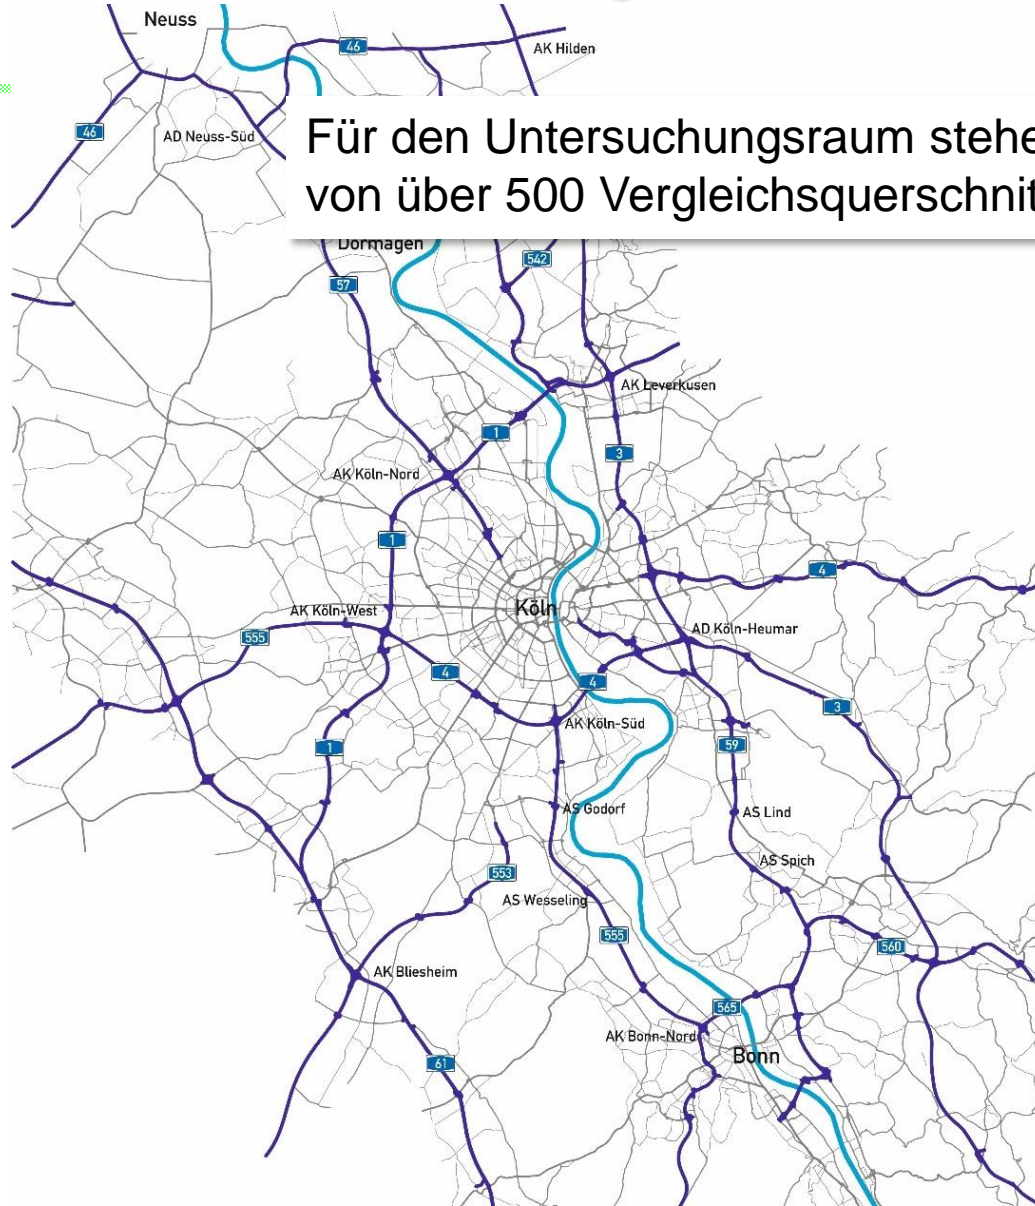 Neuss
46
AK Hilden
46
AD Neuss-Süd
Für den Untersuchungsraum stehe
von über 500 Vergleichsquerschnit
Dormagen
542
57
AK Leverkusen
1
3
AK Köln-Nord
1
4
AK Köln-West
Köln
555
AD Köln-Heumar
4
4
3
AK Köln-Süd
1
59
AS Godorf
AS Lind
AS Spich
553
AS Wesseling
555
560
AK Bliesheim
565
AK Bonn-Nord
Bonn
61